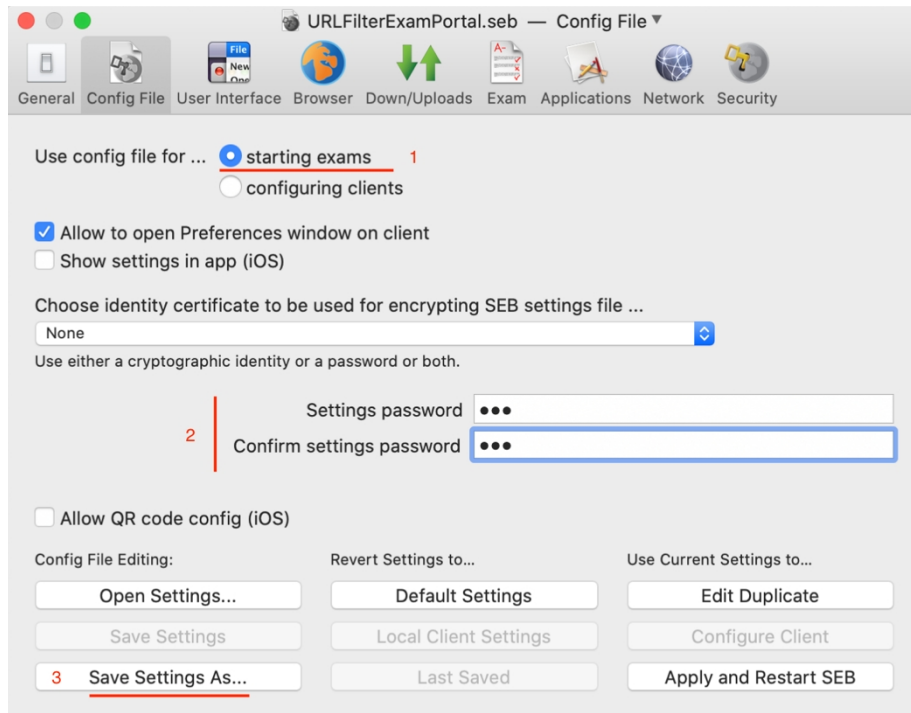 URLFilterExamPortal.seb — Config File
File
New
A-
General Config File User Interface Browser Down/Uploads Exam Applications Network Security
Use config file for ... starting exams 1
configuring clients
Allow to open Preferences window on client
Show settings in app (iOS)
Choose identity certificate to be used for encrypting SEB settings file ...
None
Use either a cryptographic identity or a password or both.
Settings password •••
2
Confirm settings password •••
Allow QR code config (iOS)
Config File Editing: Revert Settings to... Use Current Settings to...
Open Settings... Default Settings Edit Duplicate
Save Settings Local Client Settings Configure Client
3 Save Settings As... Last Saved Apply and Restart SEB